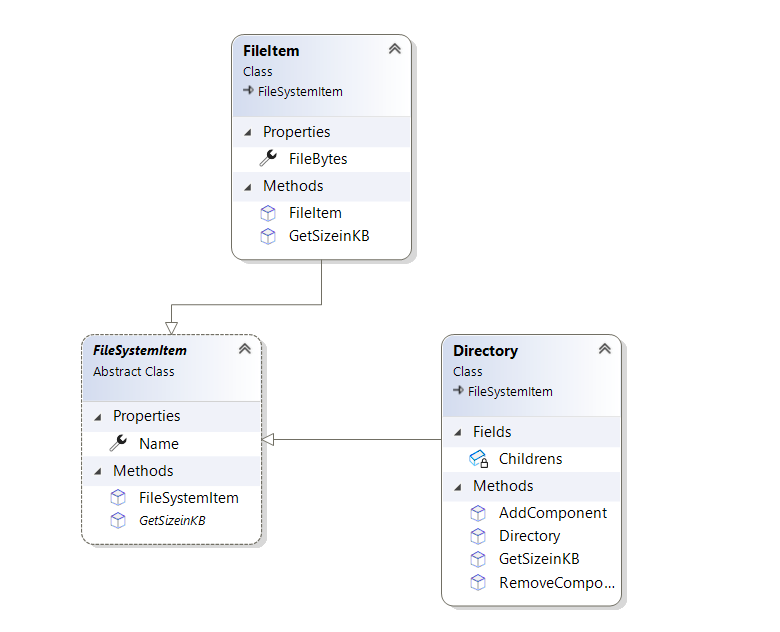 FileItem
Class
FileSystemItem
Properties
FileBytes
Methods
FileItem
GetSizeinKB
FileSystemItem
Abstract Class
Properties
Name
Methods
FileSystemItem
GetSizeinKB
Directory
Class
FileSystemItem
Fields
Childrens
Methods
AddComponent
Directory
GetSizeinKB
RemoveCompo...